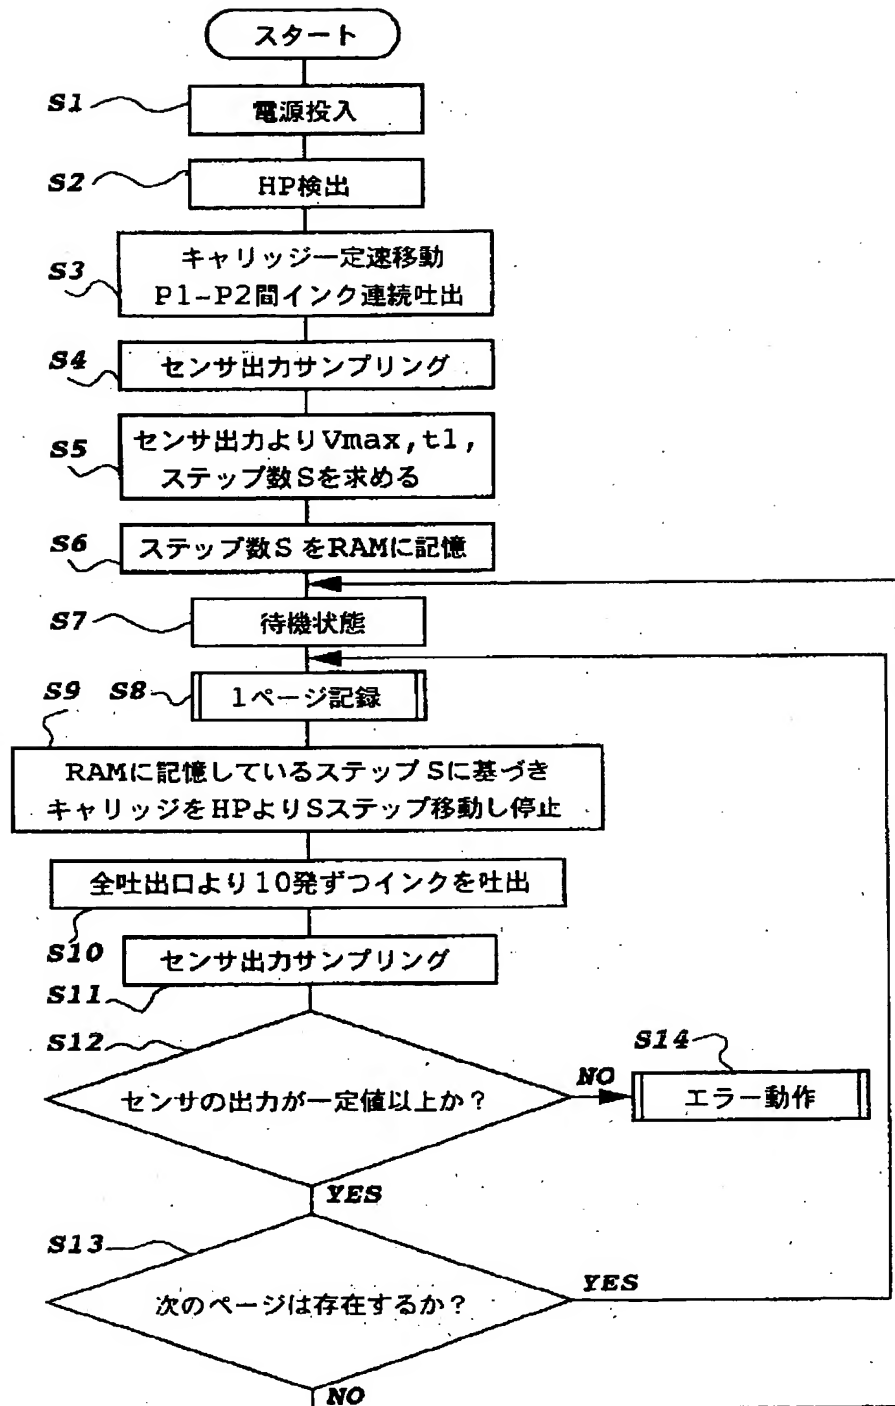 スタート
S1
電源投入
S2
HP検出
S3
キャリッジ一定速移動
P1-P2間インク連続吐出
S4
センサ出力サンプリング
S5
センサ出力よりVmax,t1,
ステップ数Sを求める
S6
ステップ数SをRAMに記憶
S7
待機状態
S9 S8
1ページ記録
RAMに記憶しているステップSに基づき
キャリッジをHPよりSステップ移動し停止
全吐出口より10発ずつインクを吐出
S10
センサ出力サンプリング
S11
S12
センサの出力が一定値以上か?
NO
S14
エラー動作
YES
S13
次のページは存在するか?
YES
NO